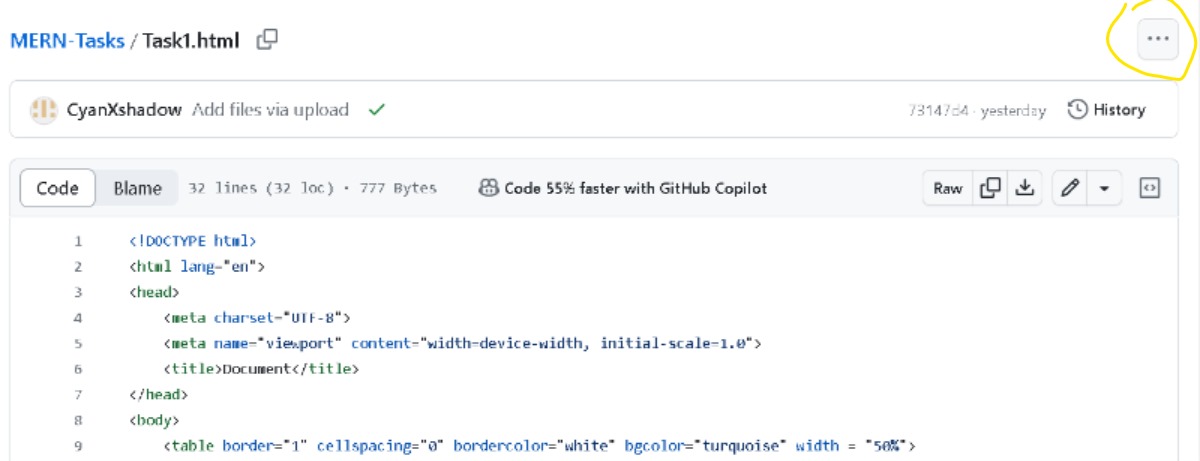 MERN-Tasks / Task1.html
CyanXshadow Add files via upload 73147d4 · yesterday History
Code Blame 32 lines (32 loc) · 777 Bytes Code 55% faster with GitHub Copilot Raw
1 <!DOCTYPE html>
2 <html lang="en">
3 <head>
4 <meta charset="UTF-8">
5 <meta name="viewport" content="width=device-width, initial-scale=1.0">
6 <title>Document</title>
7 </head>
8 <body>
9 <table border="1" cellspacing="0" bordercolor="white" bgcolor="turquoise" width = "50%">